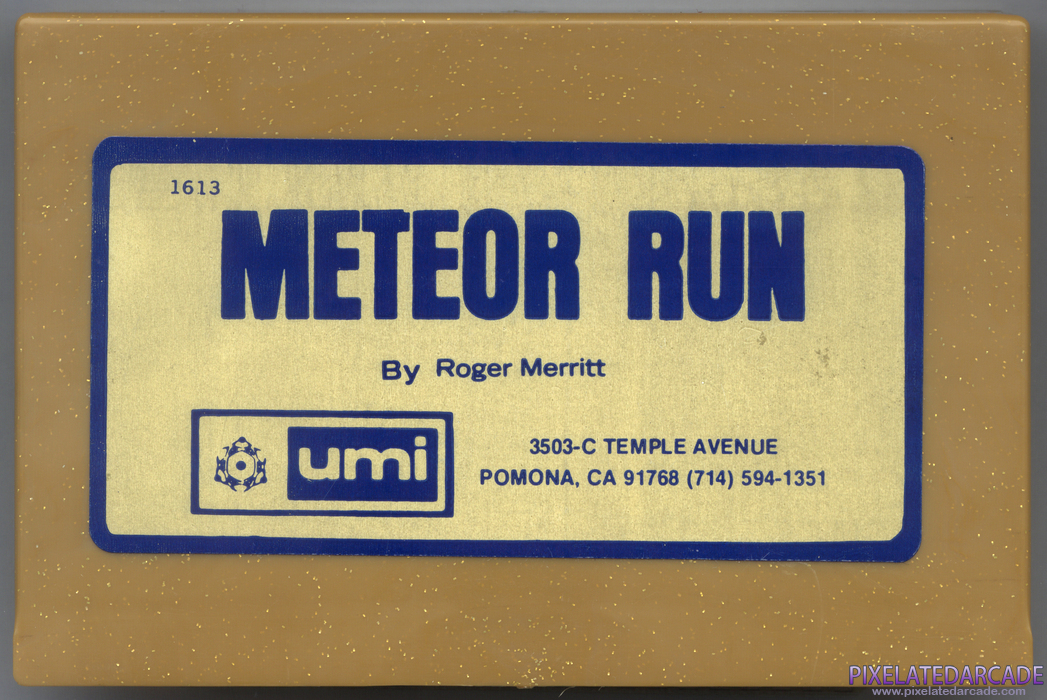 1613
METEOR RUN
By Roger Merritt
umi
3503-C TEMPLE AVENUE
POMONA, CA 91768 (714) 594-1351
PIXELATEDARCADE
www.pixelatedarcade.com